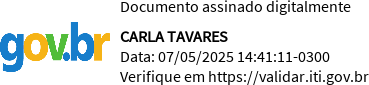 Documento assinado digitalmente
gov.br
CARLA TAVARES
Data: 07/05/2025 14:41:11-0300
Verifique em https://validar.iti.gov.br